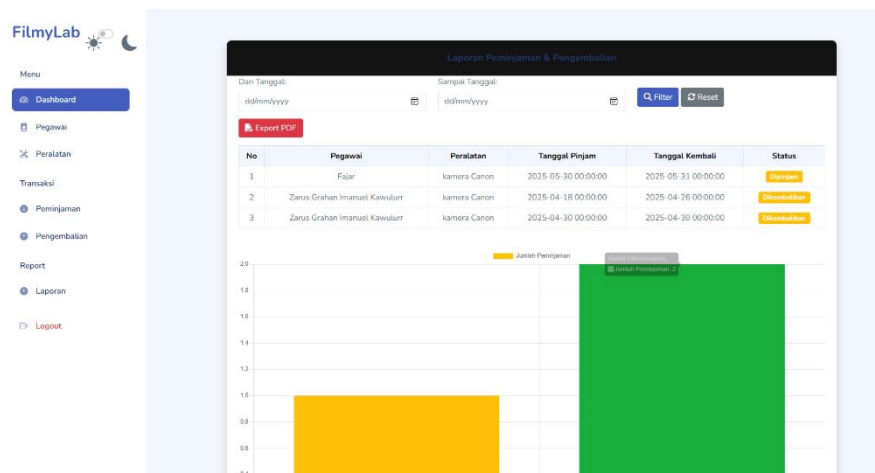 FilmyLab
Menu
Dashboard
Pegawai
Peralatan
Transaksi
Peminjaman
Pengembalian
Report
Laporan
Logout
Laporan Peminjaman & Pengembalian
Dari Tanggal: Sampai Tanggal:
dd/mm/yyyy dd/mm/yyyy Filter Reset
Export PDF
No Pegawai Peralatan Tanggal Pinjam Tanggal Kembali Status
1 Fajar kamera Canon 2025-05-30 00:00:00 2025-05-31 00:00:00 Dipinjam
2 Zarus Grahan Imanuel Kawulurr kamera Canon 2025-04-18 00:00:00 2025-04-26 00:00:00 Dikembalikan
3 Zarus Grahan Imanuel Kawulurr kamera Canon 2025-04-30 00:00:00 2025-04-30 00:00:00 Dikembalikan
Jumlah Peminjaman
Dikembalikan
Jumlah Peminjaman: 2
2.0
1.8
1.6
1.4
1.2
1.0
0.8
0.6
0.4